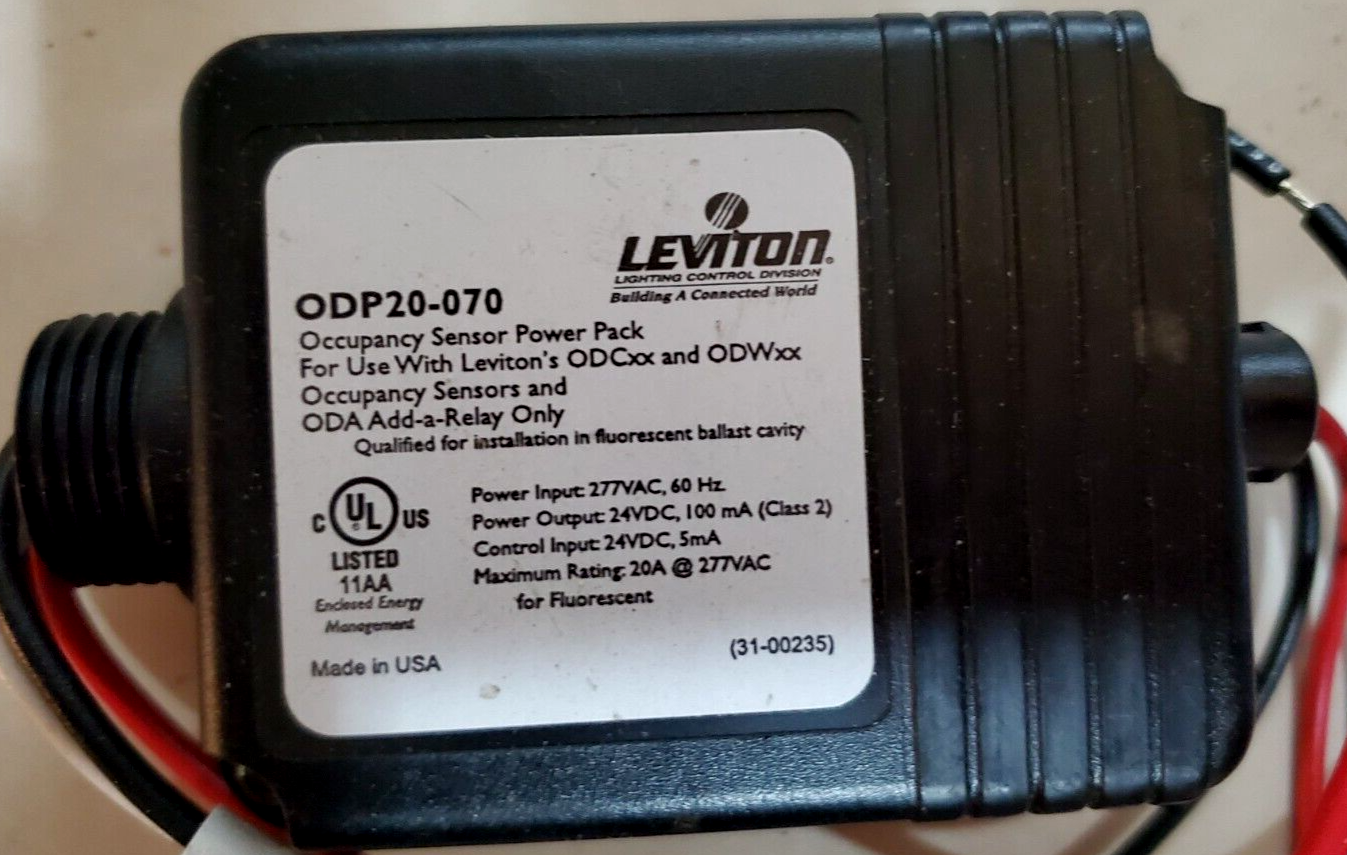 LEVITON®
LIGHTING CONTROL DIVISION
Building A Connected World
ODP20-070
Occupancy Sensor Power Pack
For Use With Leviton's ODCxx and ODWxx
Occupancy Sensors and
ODA Add-a-Relay Only
Qualified for installation in fluorescent ballast cavity
C UL® US
LISTED
11AA
Enclosed Energy
Management
Power Input: 277VAC, 60 Hz.
Power Output: 24VDC, 100 mA (Class 2)
Control Input: 24VDC, 5mA
Maximum Rating: 20A @ 277VAC
for Fluorescent
Made in USA
(31-00235)